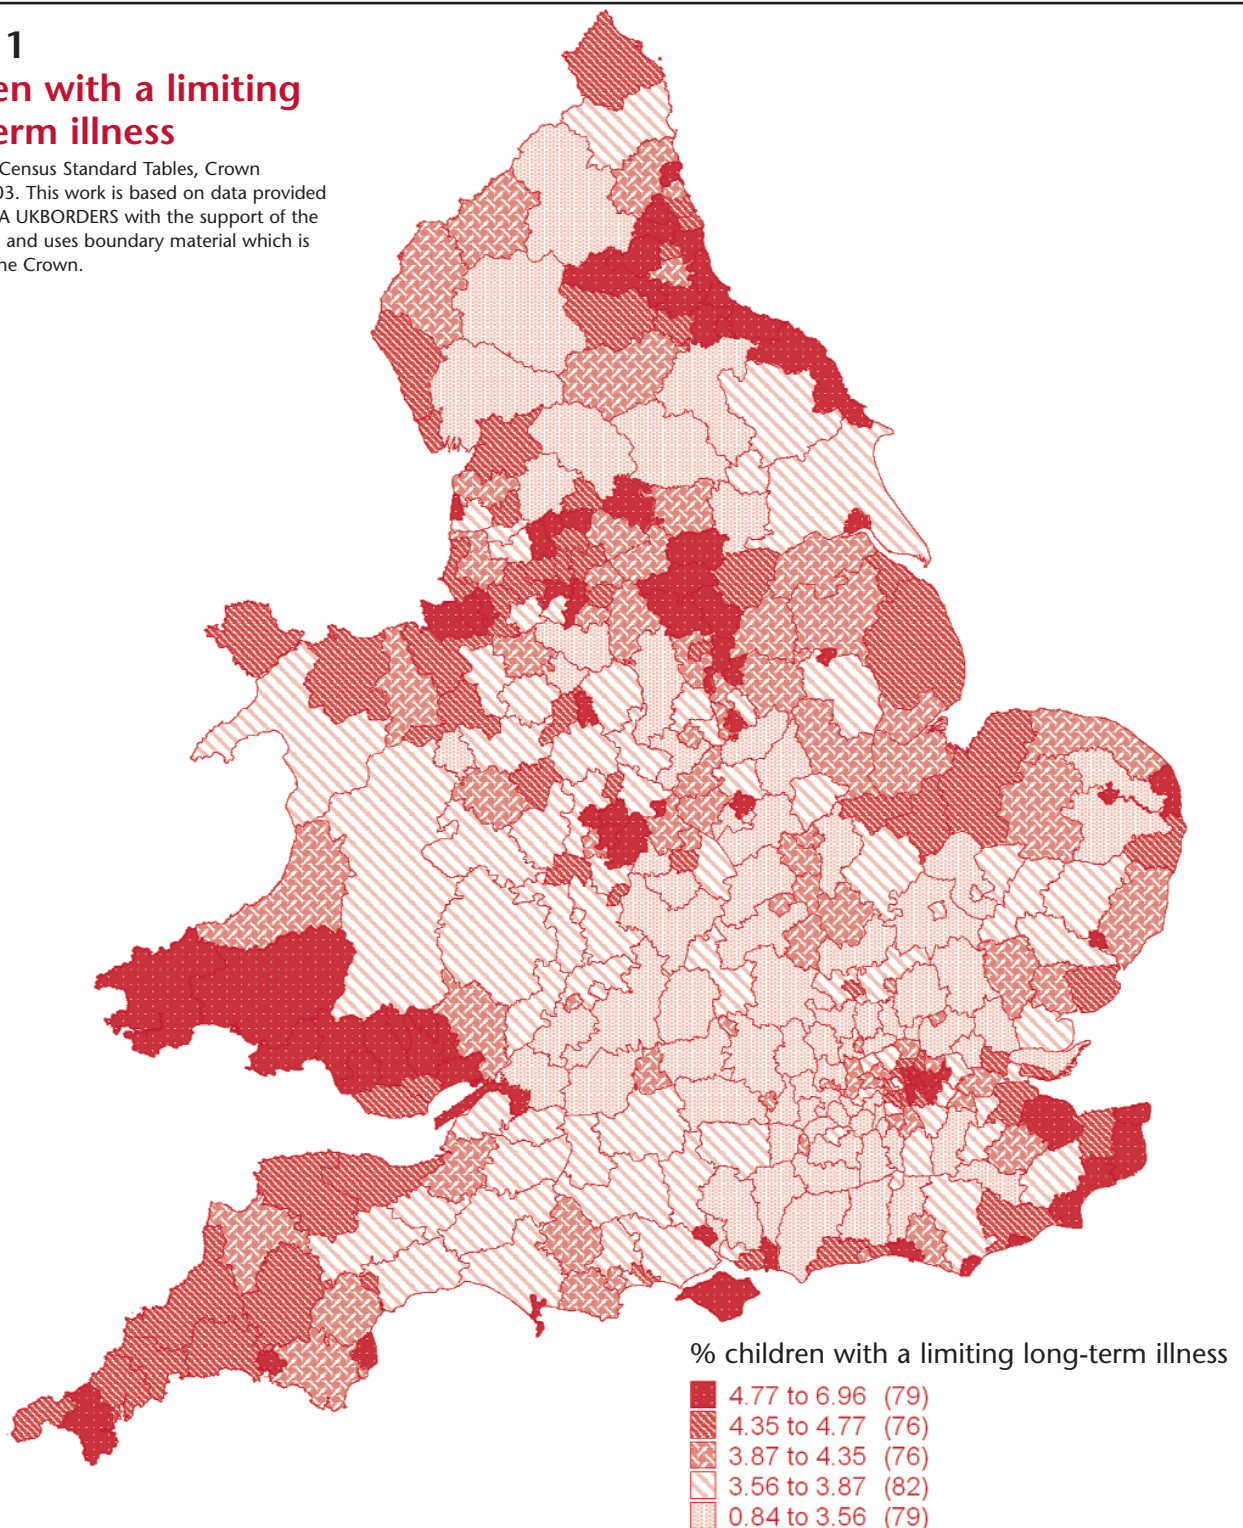 1
en with a limiting
erm illness
Census Standard Tables, Crown
03. This work is based on data provided
A UKBORDERS with the support of the
and uses boundary material which is
he Crown.
% children with a limiting long-term illness
4.77 to 6.96 (79)
4.35 to 4.77 (76)
3.87 to 4.35 (76)
3.56 to 3.87 (82)
0.84 to 3.56 (79)